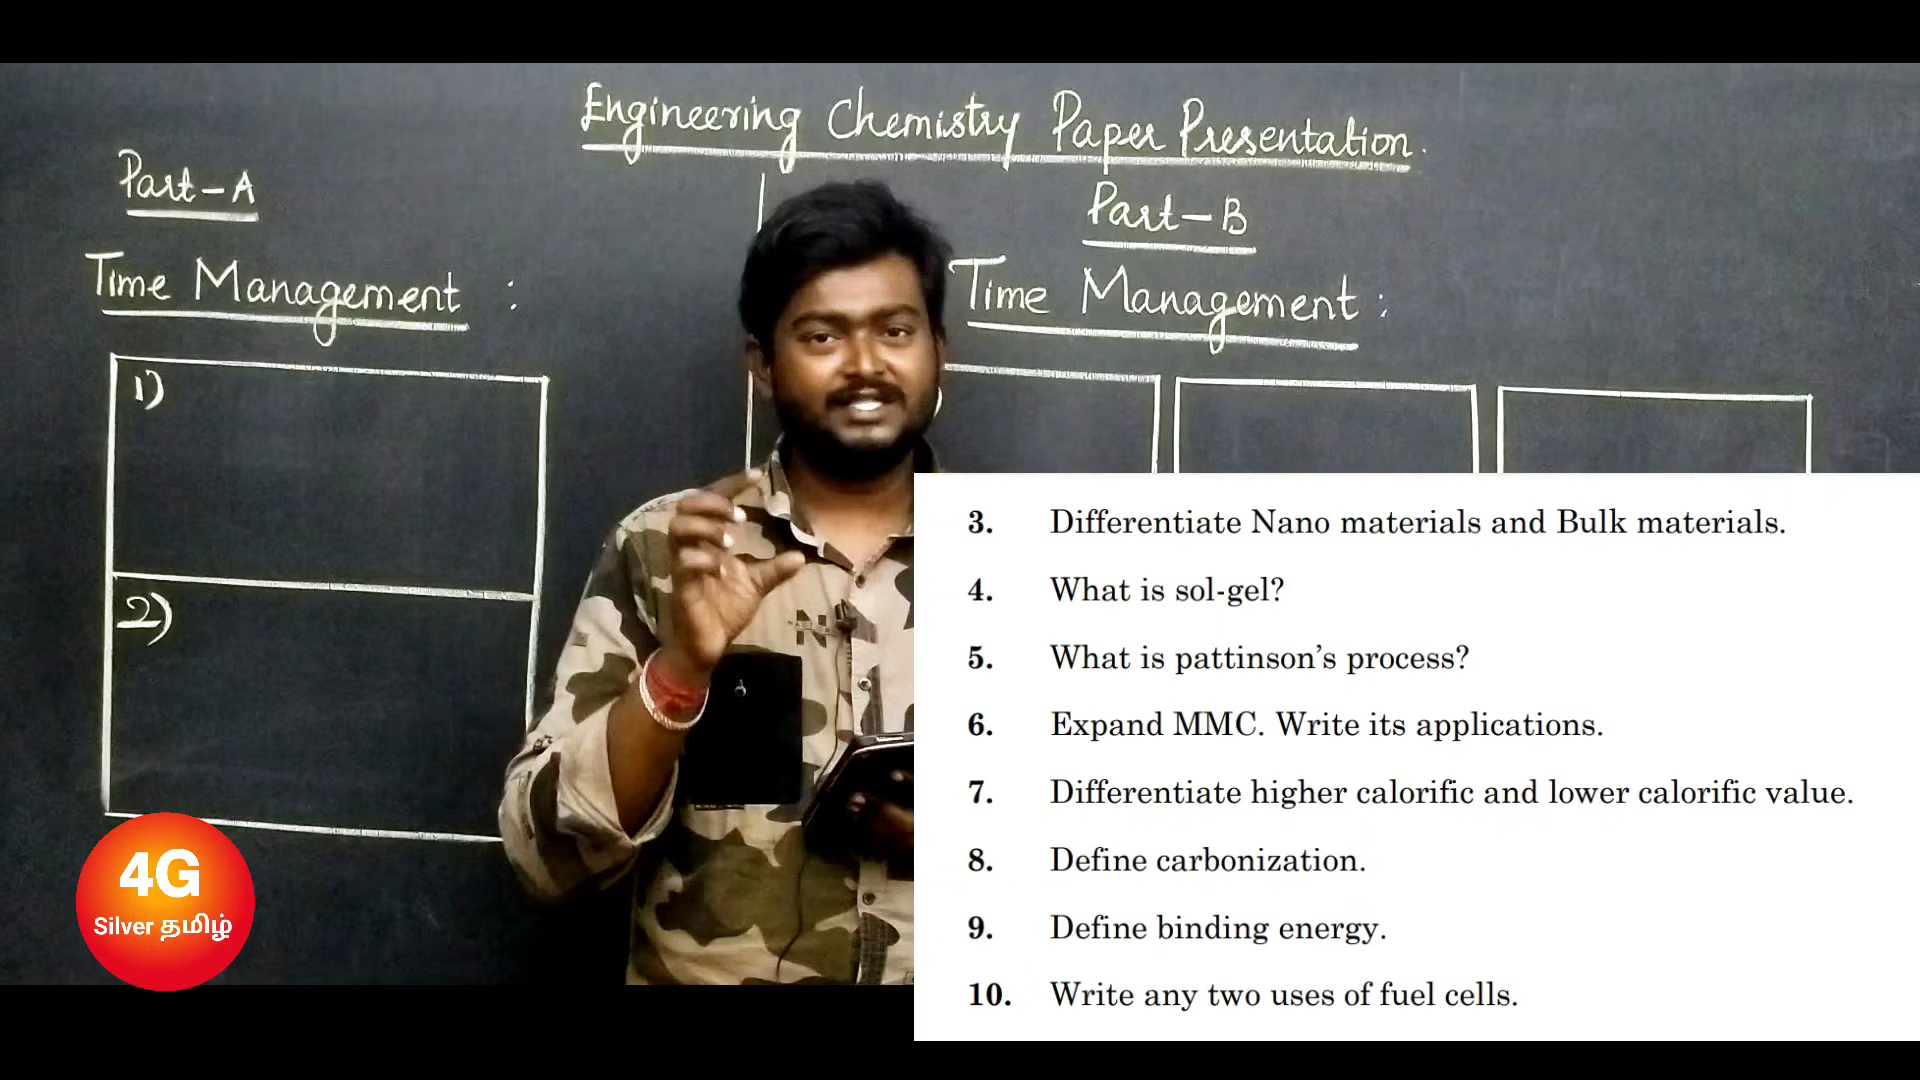 Engineering Chemistry Paper Presentation.
Part-A
Part-B
Time Management :
Time Management :
1)
2)
3. Differentiate Nano materials and Bulk materials.
4. What is sol-gel?
5. What is pattinson’s process?
6. Expand MMC. Write its applications.
7. Differentiate higher calorific and lower calorific value.
8. Define carbonization.
9. Define binding energy.
10. Write any two uses of fuel cells.
4G
Silver தமிழ்